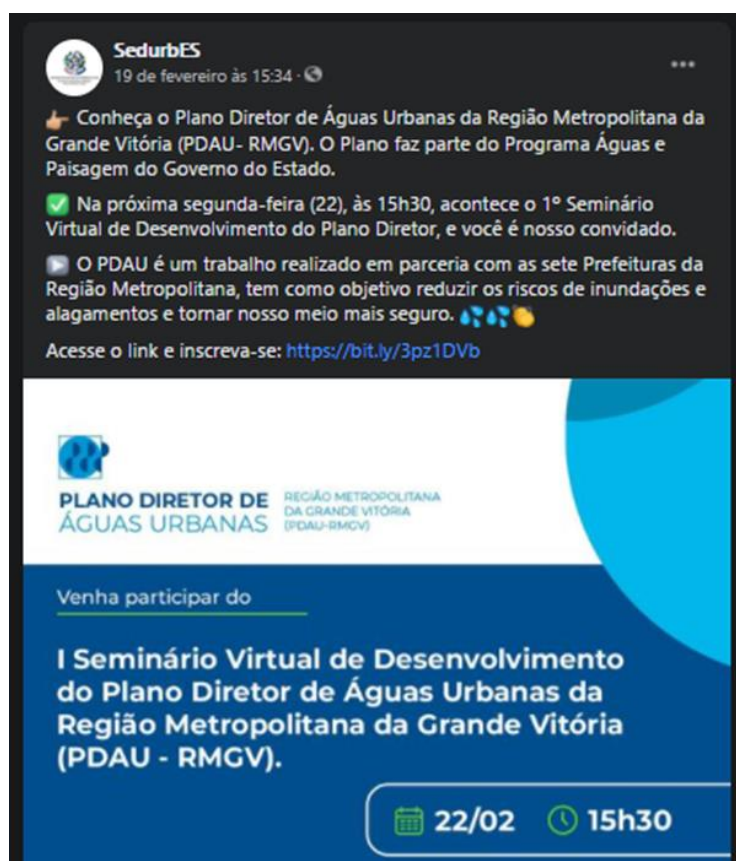 SedurbES
19 de fevereiro às 15:34 ·
Conheça o Plano Diretor de Águas Urbanas da Região Metropolitana da
Grande Vitória (PDAU- RMGV). O Plano faz parte do Programa Águas e
Paisagem do Governo do Estado.
Na próxima segunda-feira (22), às 15h30, acontece o 1º Seminário
Virtual de Desenvolvimento do Plano Diretor, e você é nosso convidado.
O PDAU é um trabalho realizado em parceria com as sete Prefeituras da
Região Metropolitana, tem como objetivo reduzir os riscos de inundações e
alagamentos e tornar nosso meio mais seguro.
Acesse o link e inscreva-se: https://bit.ly/3pz1DVb
PLANO DIRETOR DE
ÁGUAS URBANAS
REGIÃO METROPOLITANA
DA GRANDE VITÓRIA
(PDAU-RMGV)
Venha participar do
I Seminário Virtual de Desenvolvimento
do Plano Diretor de Águas Urbanas da
Região Metropolitana da Grande Vitória
(PDAU - RMGV).
22/02 15h30